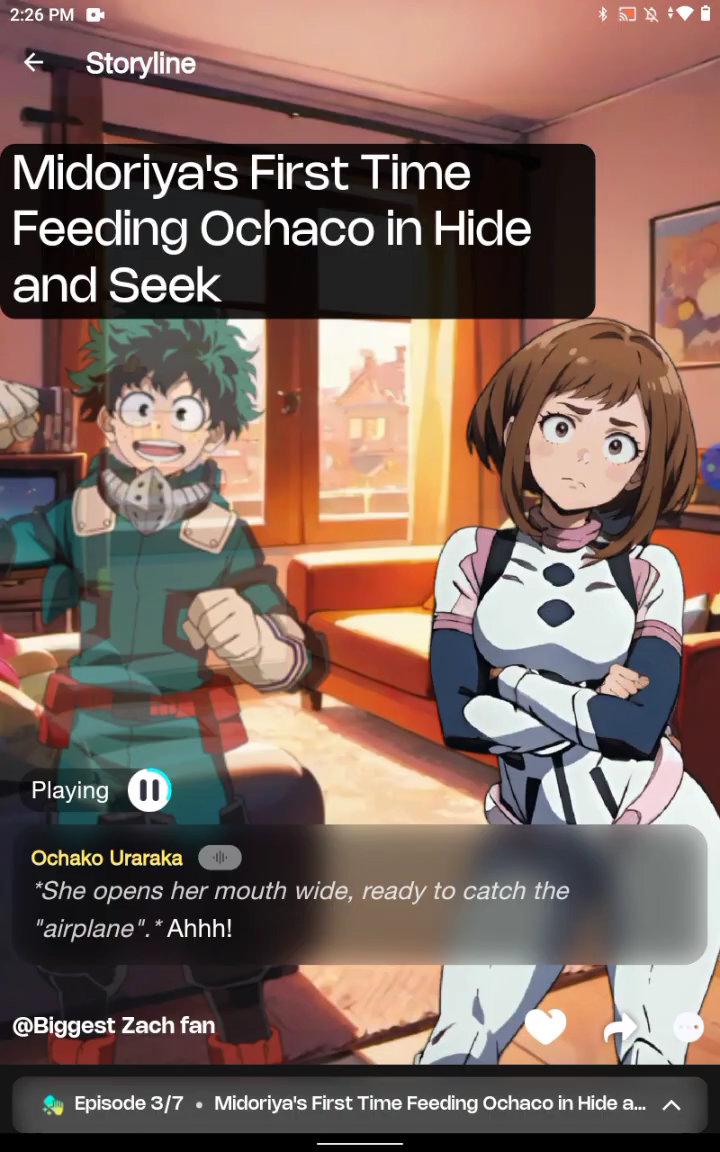 2:26 PM
Storyline
Midoriya's First Time
Feeding Ochaco in Hide
and Seek
Playing
Ochako Uraraka
*She opens her mouth wide, ready to catch the
"airplane".* Ahhh!
@Biggest Zach fan
Episode 3/7 • Midoriya's First Time Feeding Ochaco in Hide a...